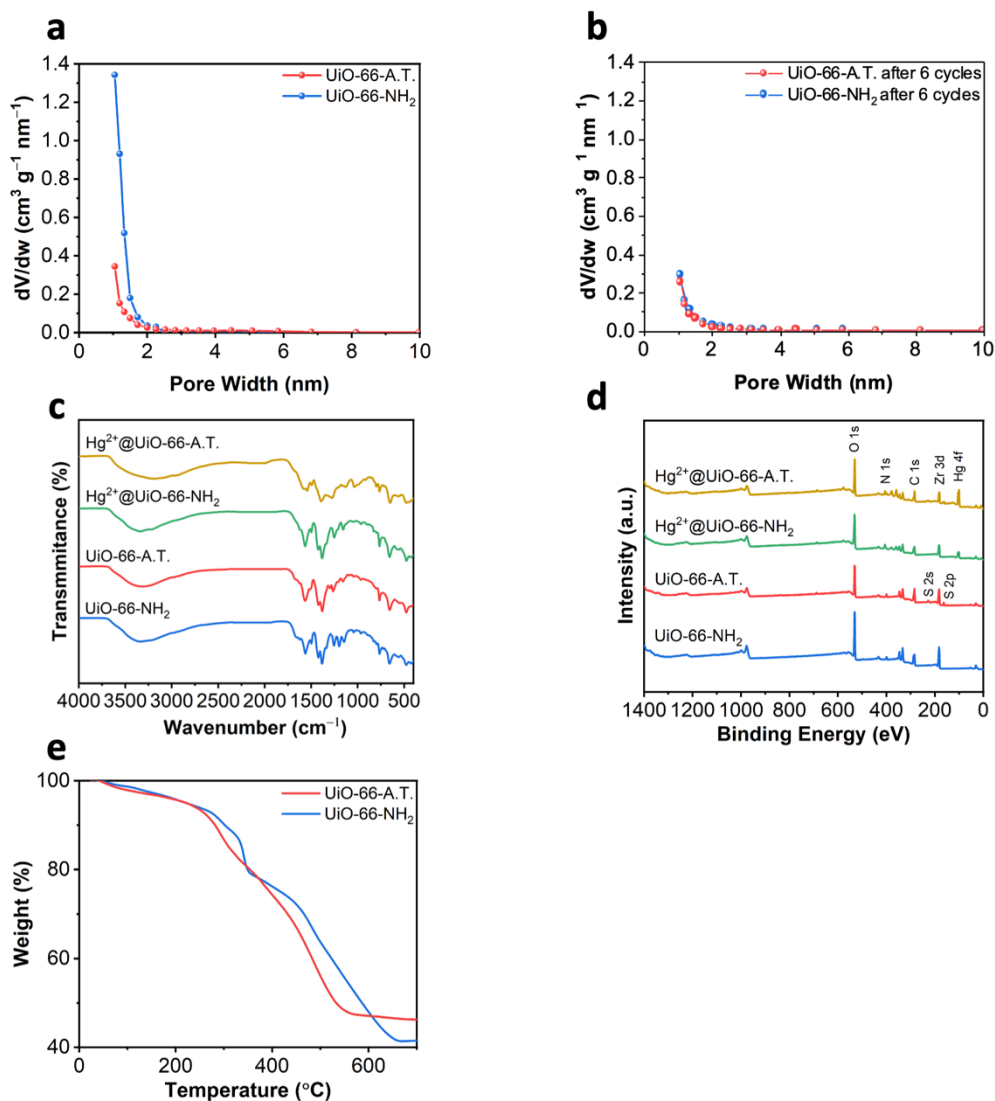 a
dV/dw (cm³ g⁻¹ nm⁻¹)
1.4
1.2
1.0
0.8
0.6
0.4
0.2
0.0
UiO-66-A.T.
UiO-66-NH₂
0 2 4 6 8 10
Pore Width (nm)
b
dV/dw (cm³ g ¹ nm ¹)
1.4
1.2
1.0
0.8
0.6
0.4
0.2
0.0
UiO-66-A.T. after 6 cycles
UiO-66-NH₂ after 6 cycles
0 2 4 6 8 10
Pore Width (nm)
c
Transmmitance (%)
Hg²⁺@UiO-66-A.T.
Hg²⁺@UiO-66-NH₂
UiO-66-A.T.
UiO-66-NH₂
4000 3500 3000 2500 2000 1500 1000 500
Wavenumber (cm⁻¹)
d
Intensity (a.u.)
O 1s
N 1s
C 1s
Zr 3d
Hg 4f
Hg²⁺@UiO-66-A.T.
Hg²⁺@UiO-66-NH₂
UiO-66-A.T.
S 2s
S 2p
UiO-66-NH₂
1400 1200 1000 800 600 400 200 0
Binding Energy (eV)
e
Weight (%)
100
80
60
40
UiO-66-A.T.
UiO-66-NH₂
0 200 400 600
Temperature (°C)